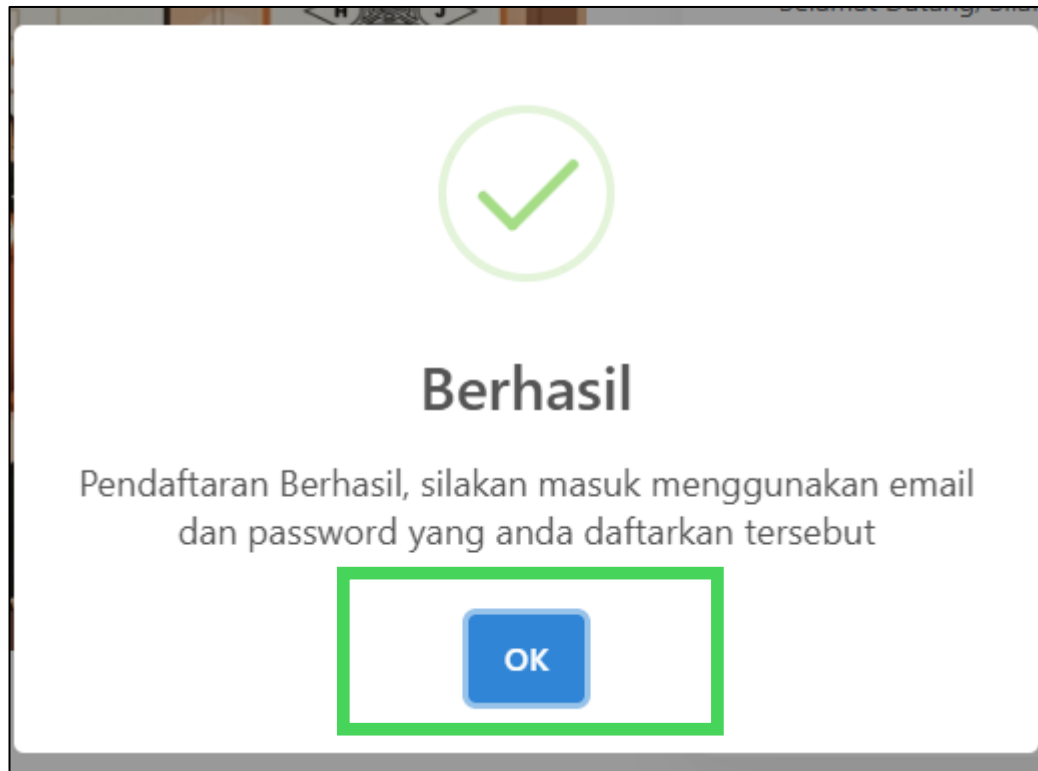 H J
Berhasil
Pendaftaran Berhasil, silakan masuk menggunakan email
dan password yang anda daftarkan tersebut
OK